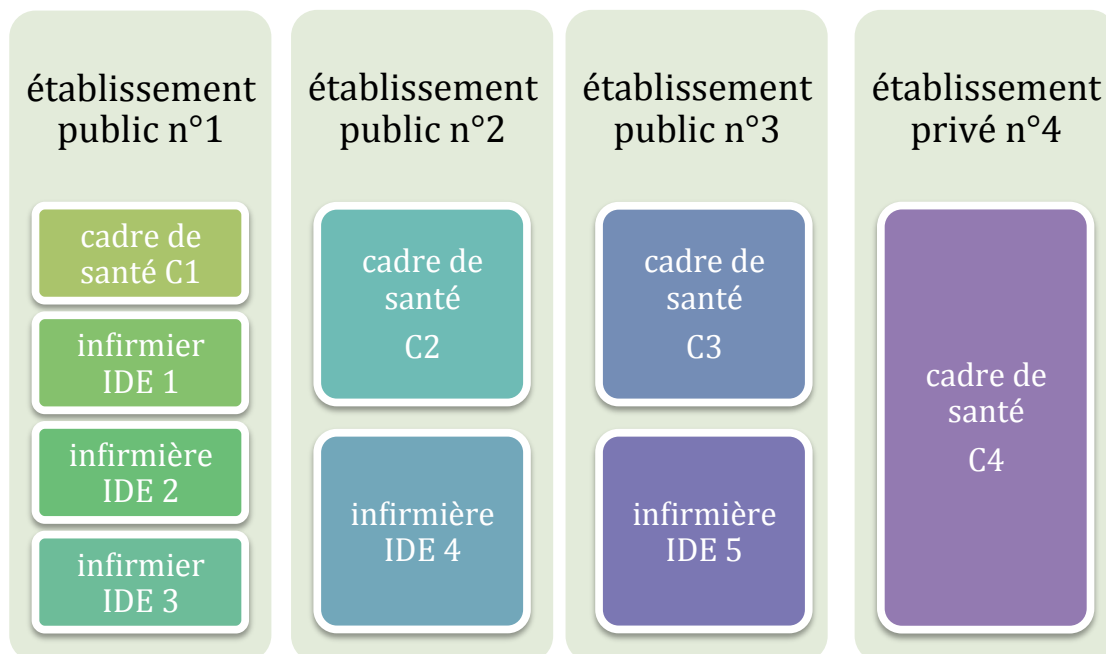 établissement
public n°1
cadre de
santé C1
infirmier
IDE 1
infirmière
IDE 2
infirmier
IDE 3
établissement
public n°2
cadre de
santé
C2
infirmière
IDE 4
établissement
public n°3
cadre de
santé
C3
infirmière
IDE 5
établissement
privé n°4
cadre de
santé
C4